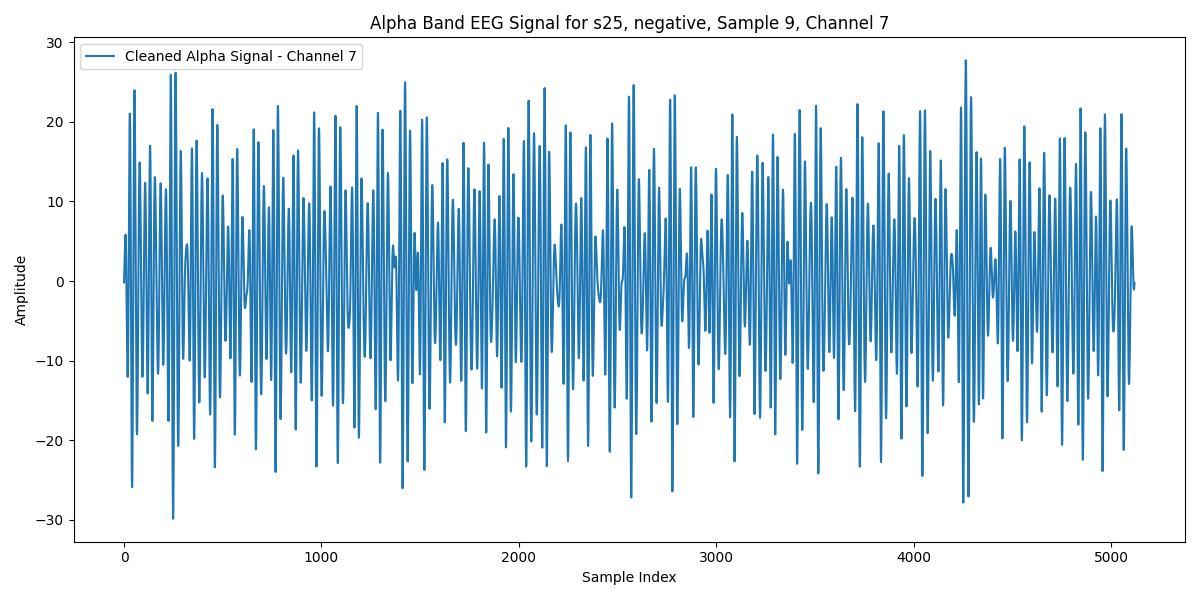 Alpha Band EEG Signal for s25, negative, Sample 9, Channel 7
Cleaned Alpha Signal - Channel 7
Amplitude
30
20
10
0
−10
−20
−30
0 1000 2000 3000 4000 5000
Sample Index